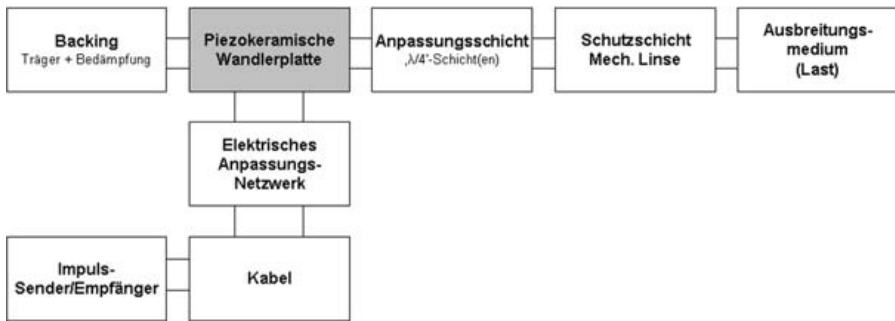 Backing
Träger + Bedämpfung
Piezokeramische
Wandlerplatte
Anpassungsschicht
‚λ/4'-Schicht(en)
Schutzschicht
Mech. Linse
Ausbreitungs-
medium
(Last)
Elektrisches
Anpassungs-
Netzwerk
Impuls-
Sender/Empfänger
Kabel